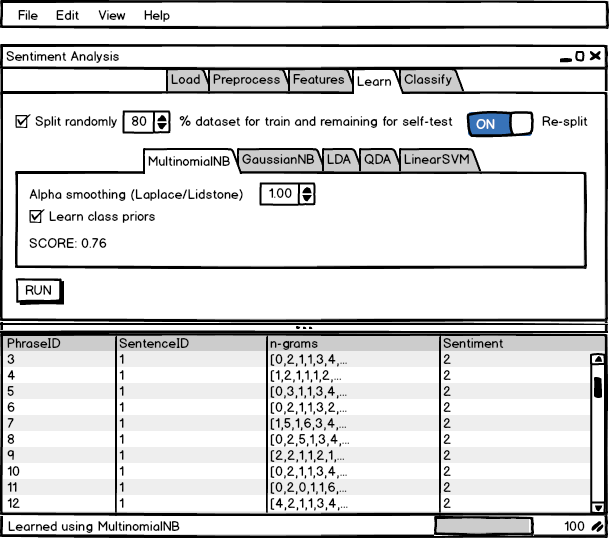 File Edit View Help
Sentiment Analysis
Load Preprocess Features Learn Classify
Split randomly 80 % dataset for train and remaining for self-test ON Re-split
MultinomialNB GaussianNB LDA QDA LinearSVM
Alpha smoothing (Laplace/Lidstone) 1.00
Learn class priors
SCORE: 0.76
RUN
PhraseID SentenceID n-grams Sentiment
3 1 [0,2,1,1,3,4,... 2
4 1 [1,2,1,1,1,2,... 2
5 1 [0,3,1,1,3,4,... 2
6 1 [0,2,1,1,3,2,... 2
7 1 [1,5,1,6,3,4,... 2
8 1 [0,2,5,1,3,4,... 2
9 1 [2,2,1,1,2,1,... 2
10 1 [0,2,1,1,3,4,... 2
11 1 [0,2,0,1,1,6,... 2
12 1 [4,2,1,1,3,4,... 2
Learned using MultinomialNB 100